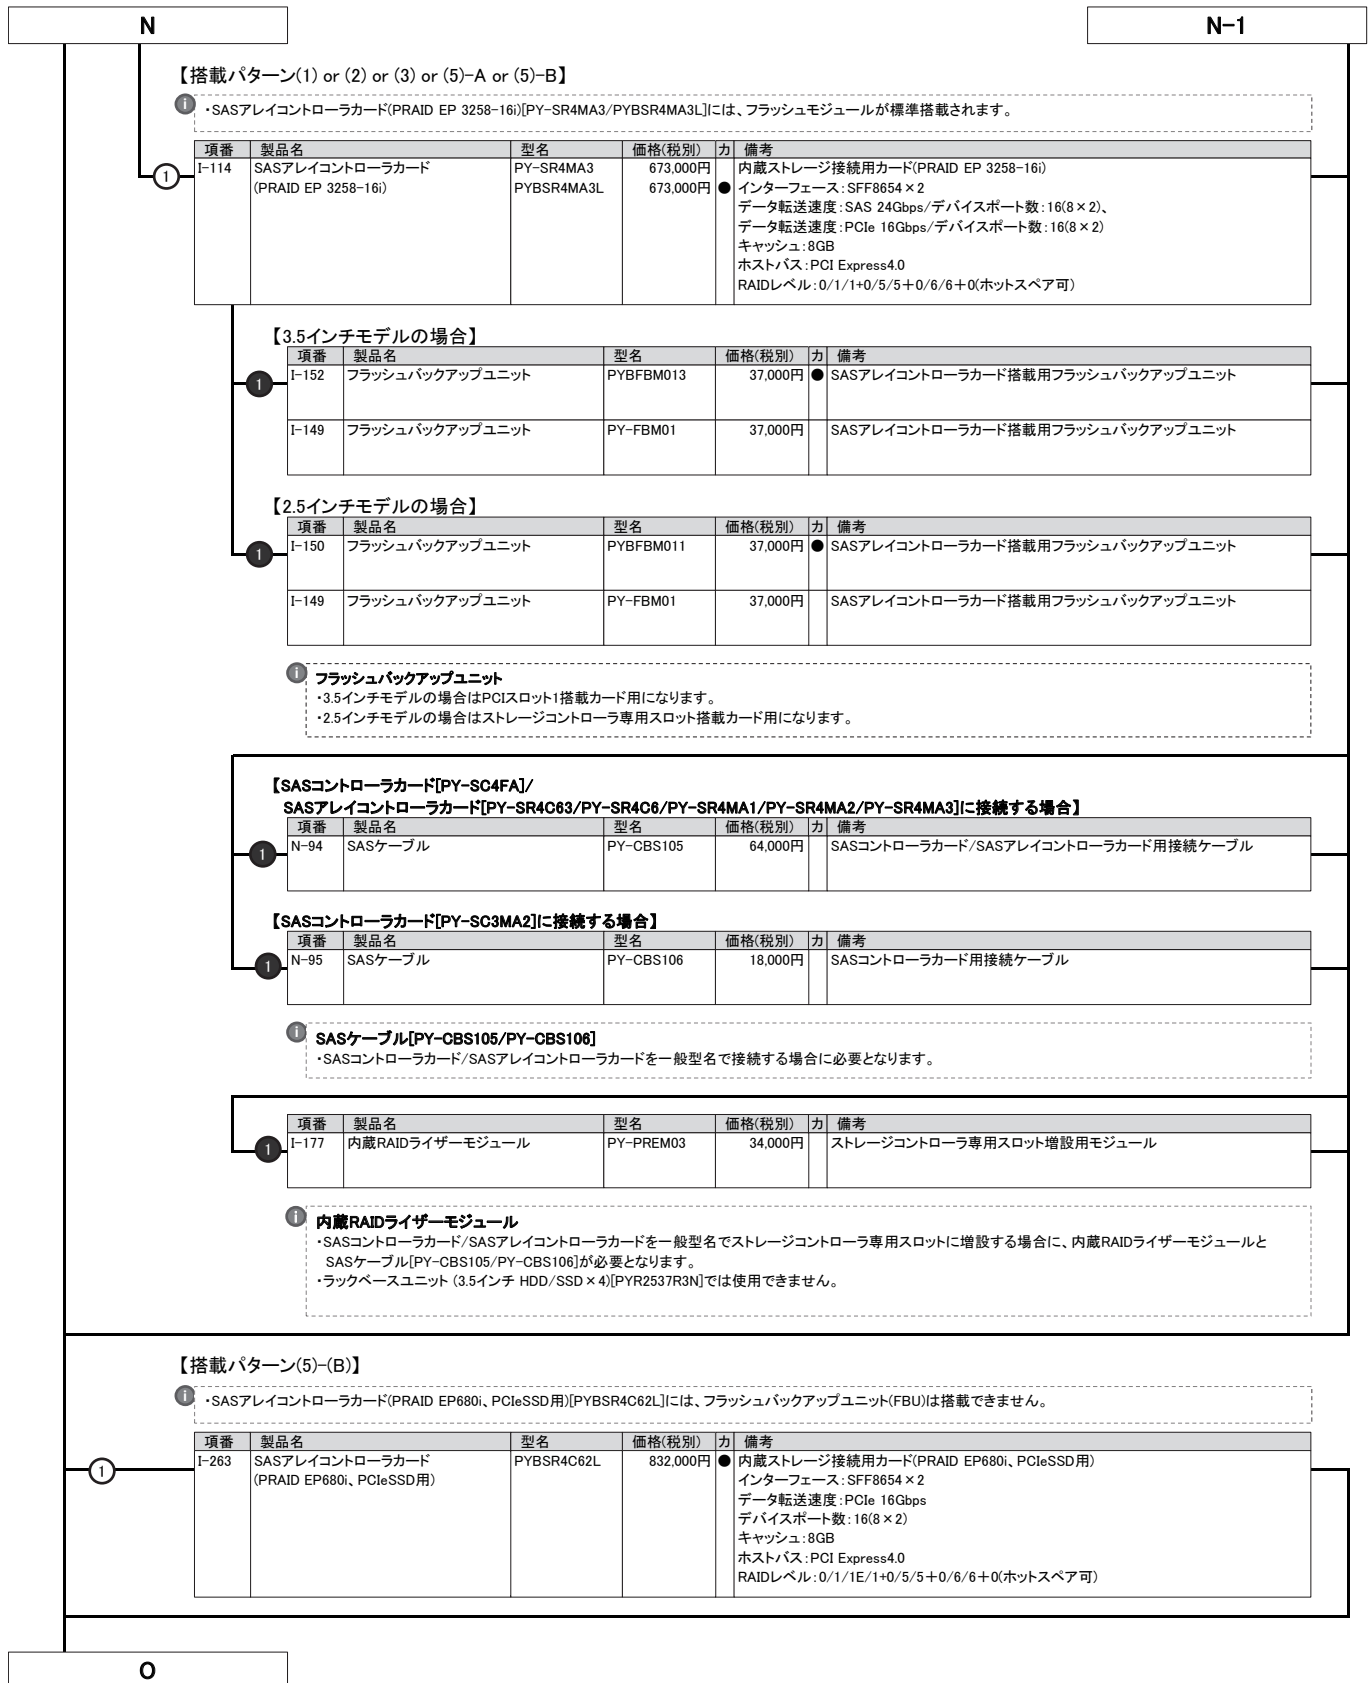 N
N-1
【搭載パターン(1) or (2) or (3) or (5)-A or (5)-B】
i ・SASアレイコントローラカード(PRAID EP 3258-16i)[PY-SR4MA3/PYBSR4MA3L]には、フラッシュモジュールが標準搭載されます。
項番 製品名 型名 価格(税別) カ 備考
1 I-114 SASアレイコントローラカード PY-SR4MA3 673,000円 内蔵ストレージ接続用カード(PRAID EP 3258-16i)
(PRAID EP 3258-16i) PYBSR4MA3L 673,000円 ● インターフェース:SFF8654×2
データ転送速度:SAS 24Gbps/デバイスポート数:16(8×2)、
データ転送速度:PCIe 16Gbps/デバイスポート数:16(8×2)
キャッシュ:8GB
ホストバス:PCI Express4.0
RAIDレベル:0/1/1+0/5/5+0/6/6+0(ホットスペア可)
【3.5インチモデルの場合】
項番 製品名 型名 価格(税別) カ 備考
1 I-152 フラッシュバックアップユニット PYBFBM013 37,000円 ● SASアレイコントローラカード搭載用フラッシュバックアップユニット
I-149 フラッシュバックアップユニット PY-FBM01 37,000円 SASアレイコントローラカード搭載用フラッシュバックアップユニット
【2.5インチモデルの場合】
項番 製品名 型名 価格(税別) カ 備考
1 I-150 フラッシュバックアップユニット PYBFBM011 37,000円 ● SASアレイコントローラカード搭載用フラッシュバックアップユニット
I-149 フラッシュバックアップユニット PY-FBM01 37,000円 SASアレイコントローラカード搭載用フラッシュバックアップユニット
i フラッシュバックアップユニット
・3.5インチモデルの場合はPCIスロット1搭載カード用になります。
・2.5インチモデルの場合はストレージコントローラ専用スロット搭載カード用になります。
【SASコントローラカード[PY-SC4FA]/
SASアレイコントローラカード[PY-SR4C63/PY-SR4C6/PY-SR4MA1/PY-SR4MA2/PY-SR4MA3]に接続する場合】
項番 製品名 型名 価格(税別) カ 備考
1 N-94 SASケーブル PY-CBS105 64,000円 SASコントローラカード/SASアレイコントローラカード用接続ケーブル
【SASコントローラカード[PY-SC3MA2]に接続する場合】
項番 製品名 型名 価格(税別) カ 備考
1 N-95 SASケーブル PY-CBS106 18,000円 SASコントローラカード用接続ケーブル
i SASケーブル[PY-CBS105/PY-CBS106]
・SASコントローラカード/SASアレイコントローラカードを一般型名で接続する場合に必要となります。
項番 製品名 型名 価格(税別) カ 備考
1 I-177 内蔵RAIDライザーモジュール PY-PREM03 34,000円 ストレージコントローラ専用スロット増設用モジュール
i 内蔵RAIDライザーモジュール
・SASコントローラカード/SASアレイコントローラカードを一般型名でストレージコントローラ専用スロットに増設する場合に、内蔵RAIDライザーモジュールと
SASケーブル[PY-CBS105/PY-CBS106]が必要となります。
・ラックベースユニット (3.5インチ HDD/SSD×4)[PYR2537R3N]では使用できません。
【搭載パターン(5)-(B)】
i ・SASアレイコントローラカード(PRAID EP680i、PCIeSSD用)[PYBSR4C62L]には、フラッシュバックアップユニット(FBU)は搭載できません。
項番 製品名 型名 価格(税別) カ 備考
1 I-263 SASアレイコントローラカード PYBSR4C62L 832,000円 ● 内蔵ストレージ接続用カード(PRAID EP680i、PCIeSSD用)
(PRAID EP680i、PCIeSSD用) インターフェース:SFF8654×2
データ転送速度:PCIe 16Gbps
デバイスポート数:16(8×2)
キャッシュ:8GB
ホストバス:PCI Express4.0
RAIDレベル:0/1/1E/1+0/5/5+0/6/6+0(ホットスペア可)
O